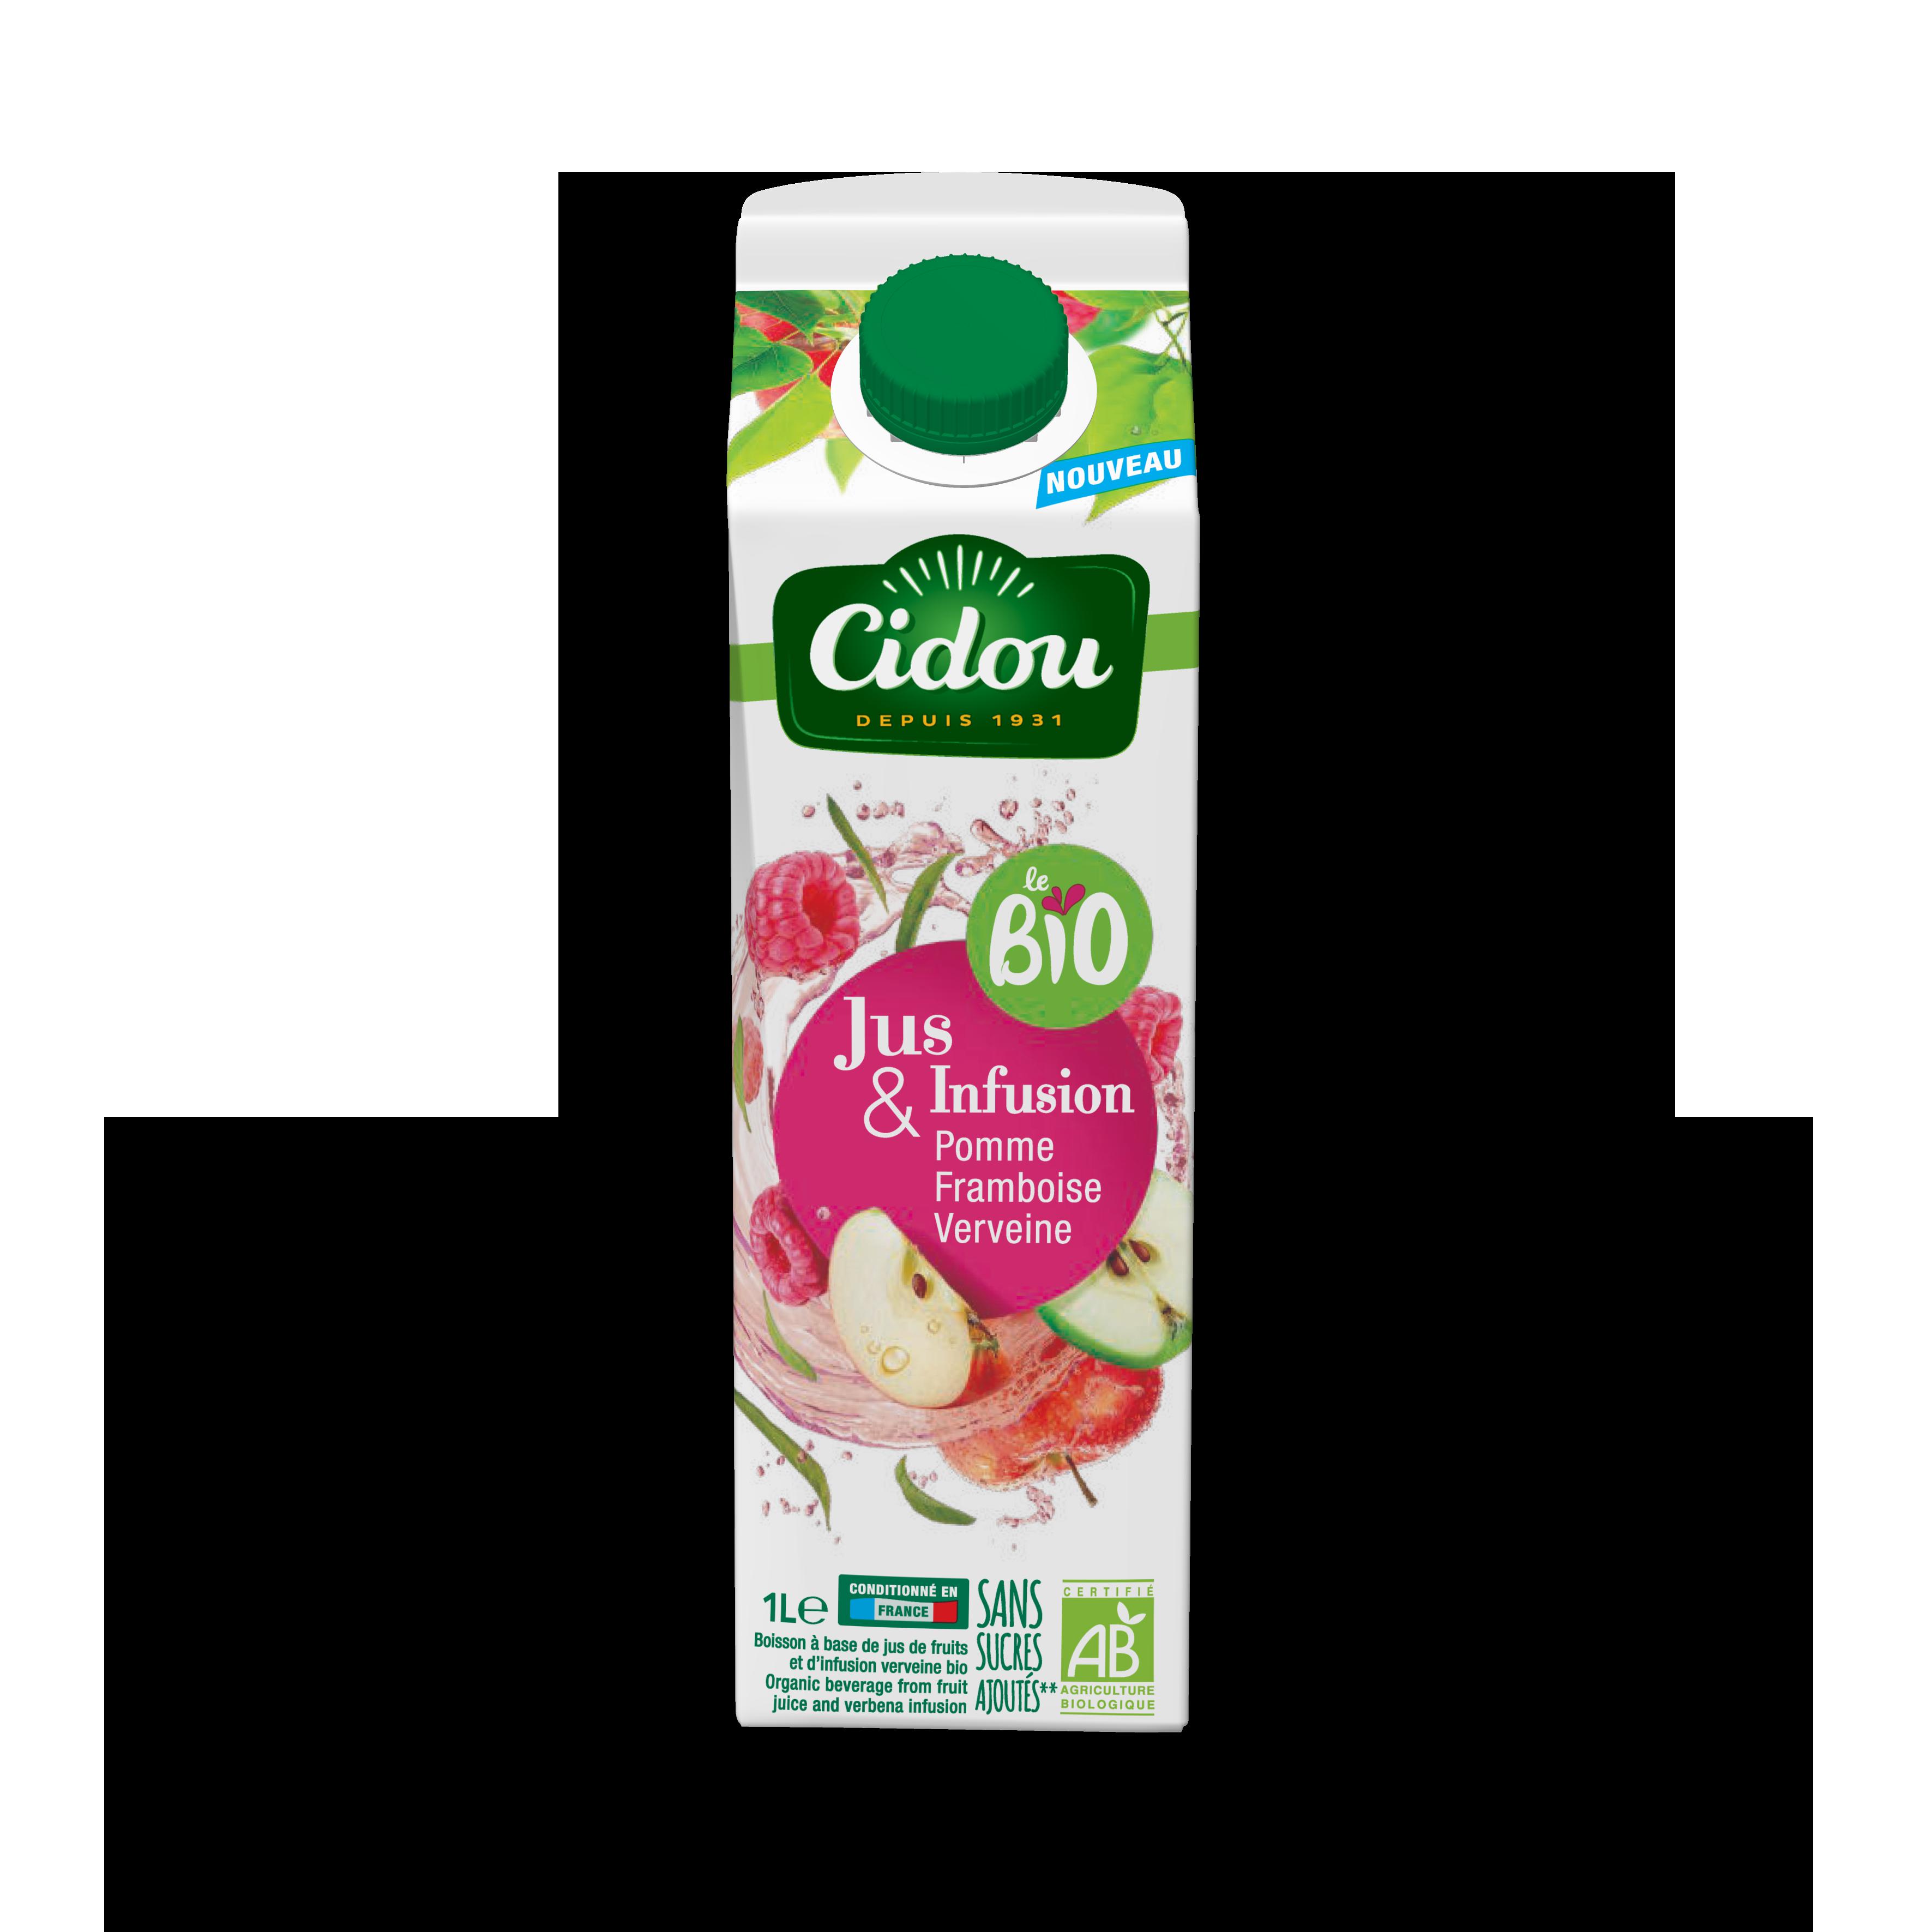 NOUVEAU
Cidou
DEPUIS 1931
le
BiO
Jus
& Infusion
Pomme
Framboise
Verveine
1L℮
CONDITIONNÉ EN
FRANCE
Boisson à base de jus de fruits
et d'infusion verveine bio
Organic beverage from fruit
juice and verbena infusion
SANS
SUCRES
AJOUTÉS**
CERTIFIÉ
AB
AGRICULTURE
BIOLOGIQUE